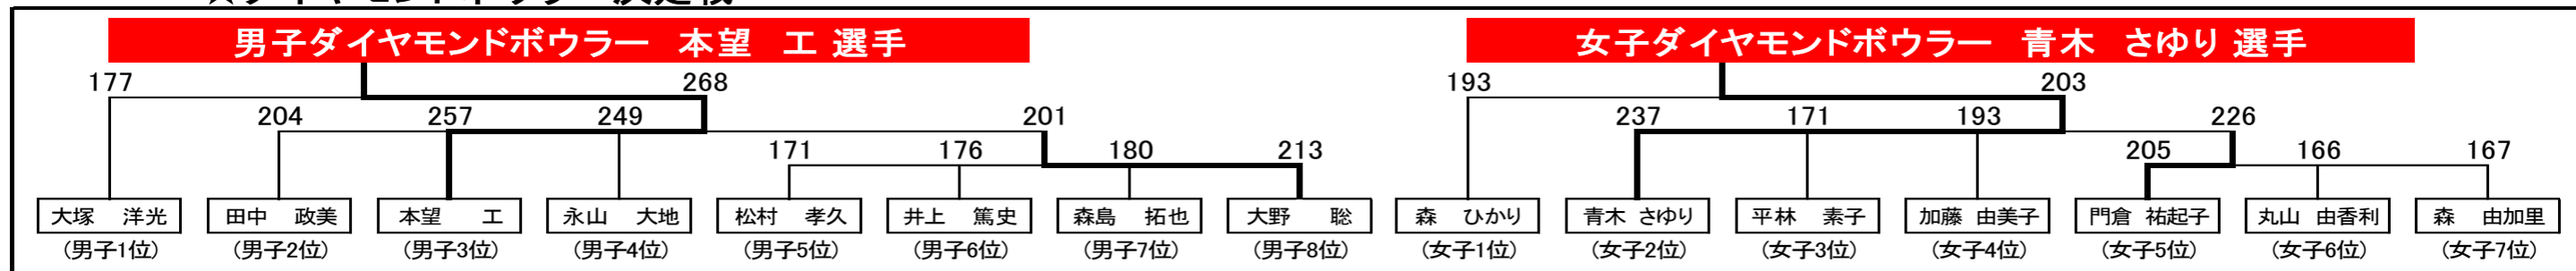 男子ダイヤモンドボウラー 本望 工 選手
女子ダイヤモンドボウラー 青木 さゆり 選手
177 268 193 203
204 257 249 201 237 171 193 226
171 176 180 213 205 166 167
大塚 洋光 田中 政美 本望 工 永山 大地 松村 孝久 井上 篤史 森島 拓也 大野 聡 森 ひかり 青木 さゆり 平林 素子 加藤 由美子 門倉 祐起子 丸山 由香利 森 由加里
(男子1位) (男子2位) (男子3位) (男子4位) (男子5位) (男子6位) (男子7位) (男子8位) (女子1位) (女子2位) (女子3位) (女子4位) (女子5位) (女子6位) (女子7位)